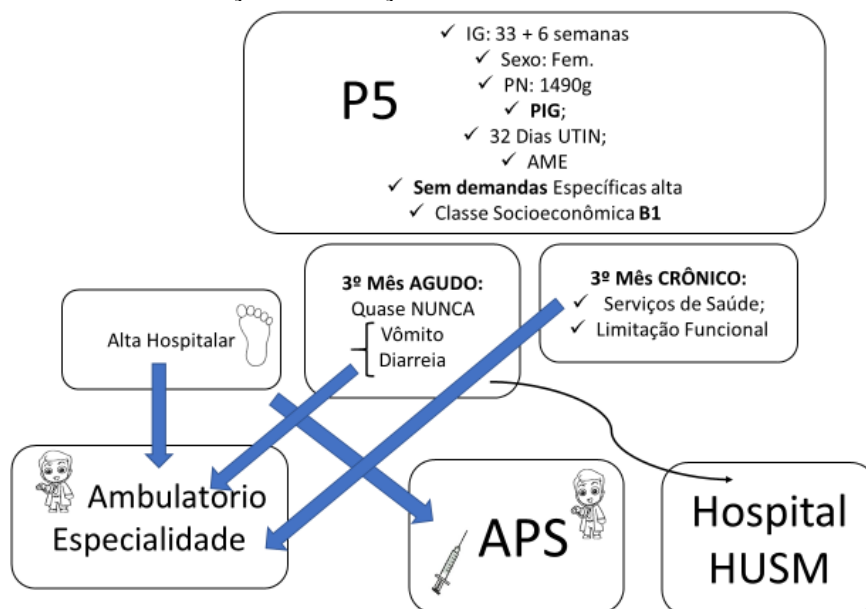 P5
✓ IG: 33 + 6 semanas
✓ Sexo: Fem.
✓ PN: 1490g
✓ PIG;
✓ 32 Dias UTIN;
✓ AME
✓ Sem demandas Específicas alta
✓ Classe Socioeconômica B1
Alta Hospitalar
3º Mês AGUDO:
Quase NUNCA
Vômito
Diarreia
3º Mês CRÔNICO:
✓ Serviços de Saúde;
✓ Limitação Funcional
Ambulatório
Especialidade
APS
Hospital
HUSM